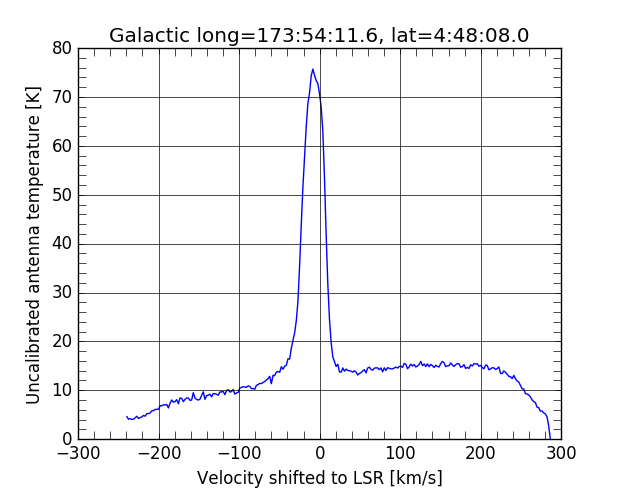 Galactic long=173:54:11.6, lat=4:48:08.0
Uncalibrated antenna temperature [K]
80
70
60
50
40
30
20
10
0
−300 −200 −100 0 100 200 300
Velocity shifted to LSR [km/s]